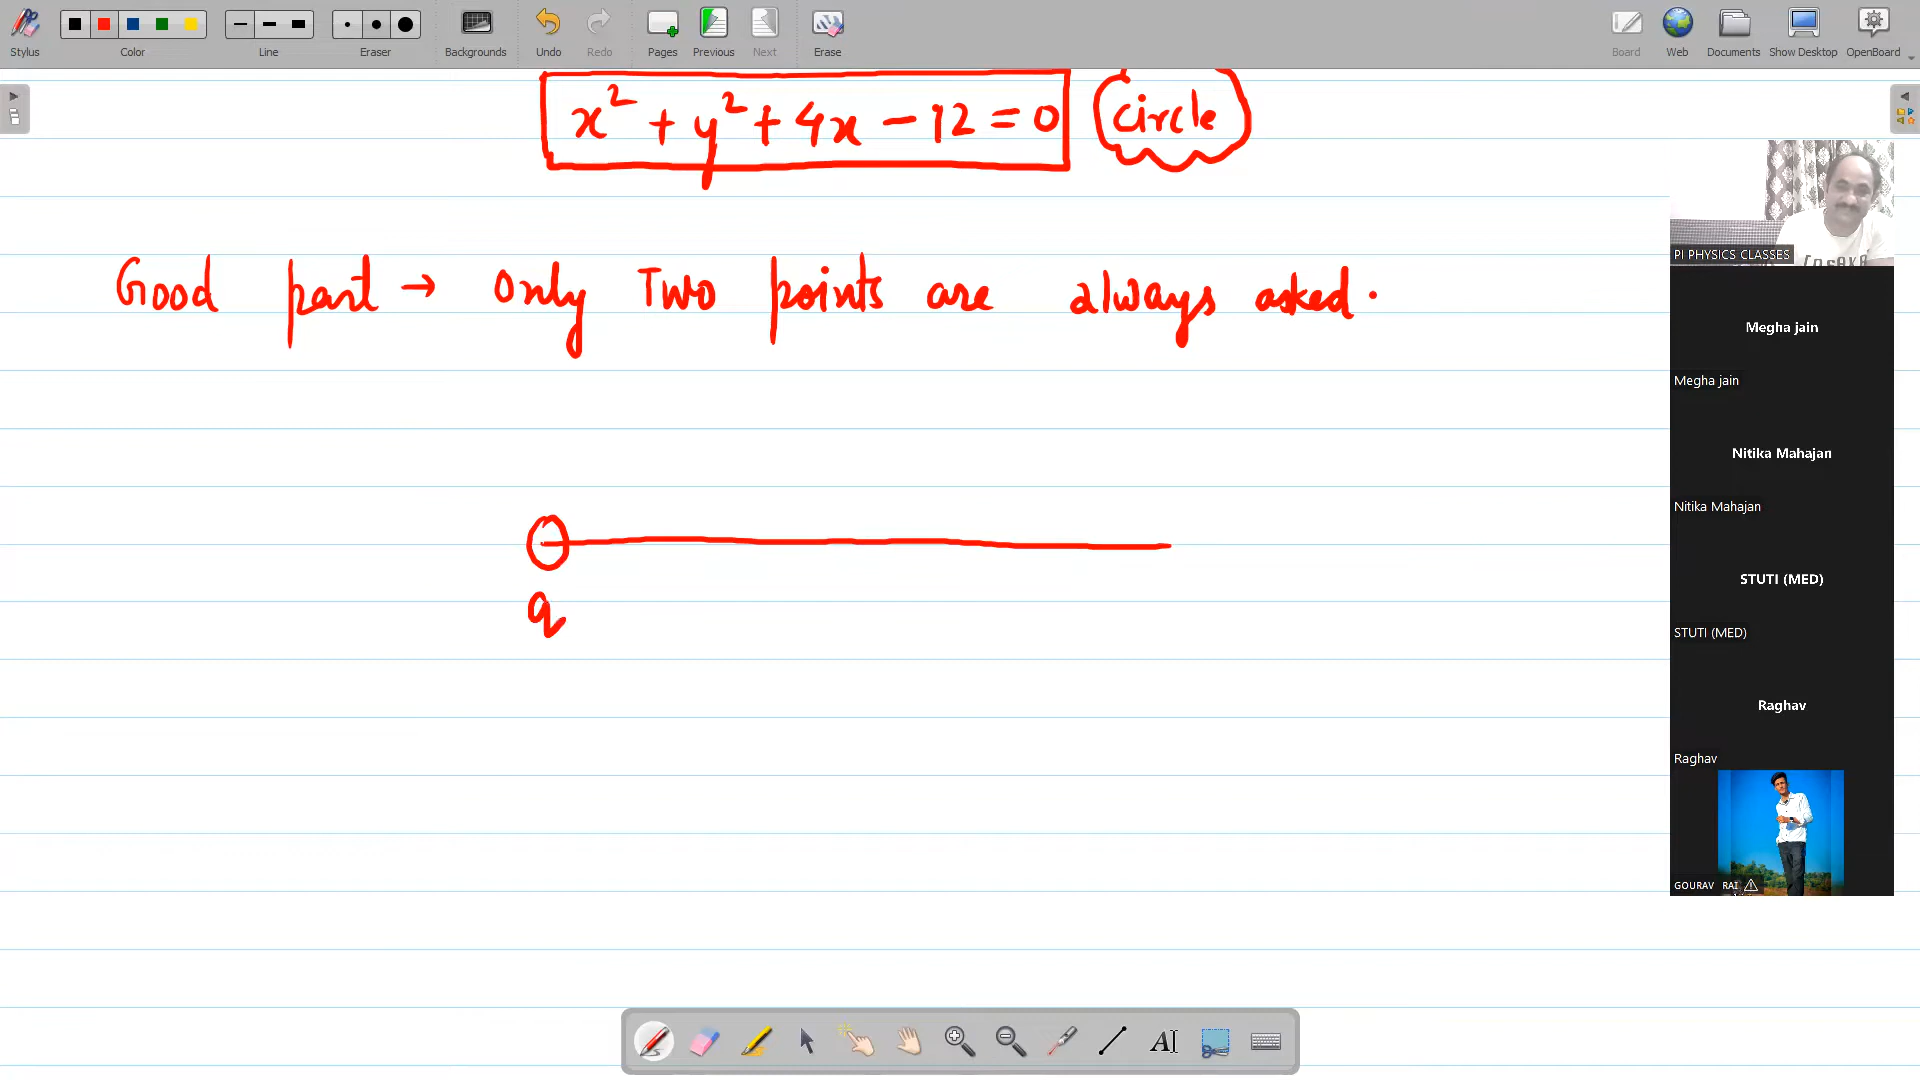 Stylus Color Line Eraser Backgrounds Undo Redo Pages Previous Next Erase Board Web Documents Show Desktop OpenBoard
x² + y² + 4x - 12 = 0 circle
Good part → Only Two points are always asked.
q
PI PHYSICS CLASSES
Megha jain
Megha jain
Nitika Mahajan
Nitika Mahajan
STUTI (MED)
STUTI (MED)
Raghav
Raghav
GOURAV RAI